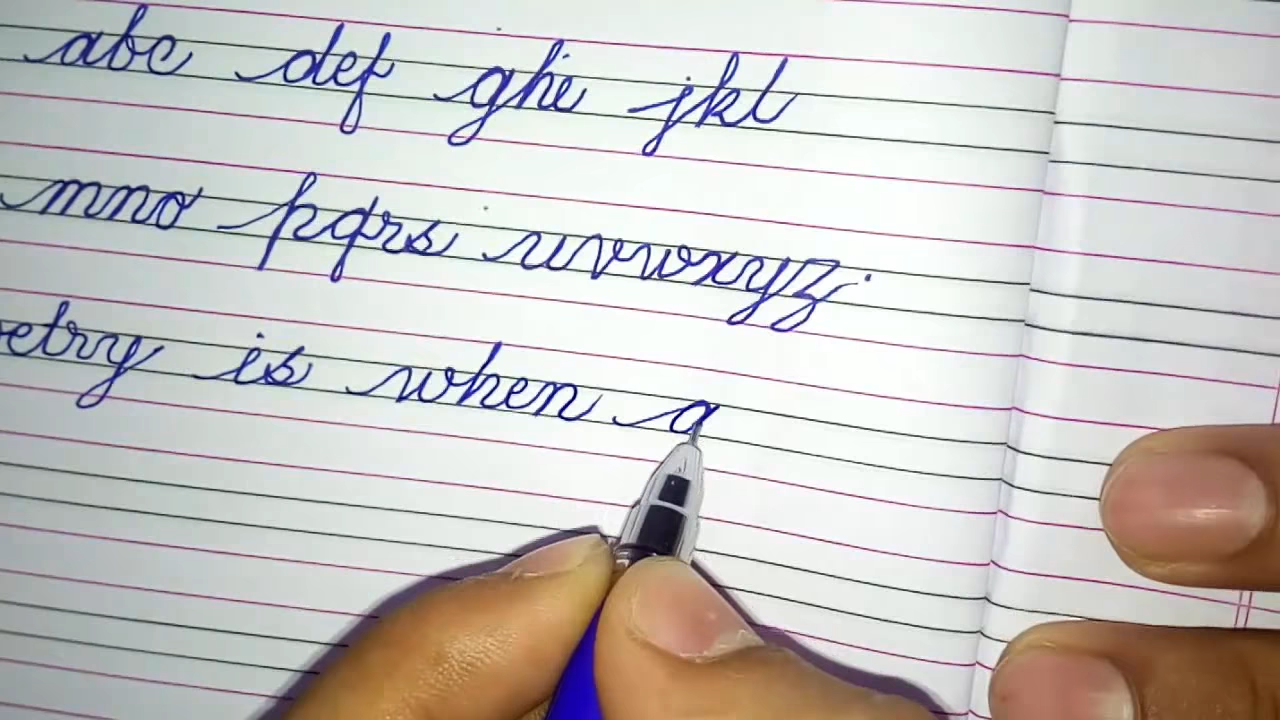 abc def ghi jkl
mno pqrs uvwxyz
etry is when a